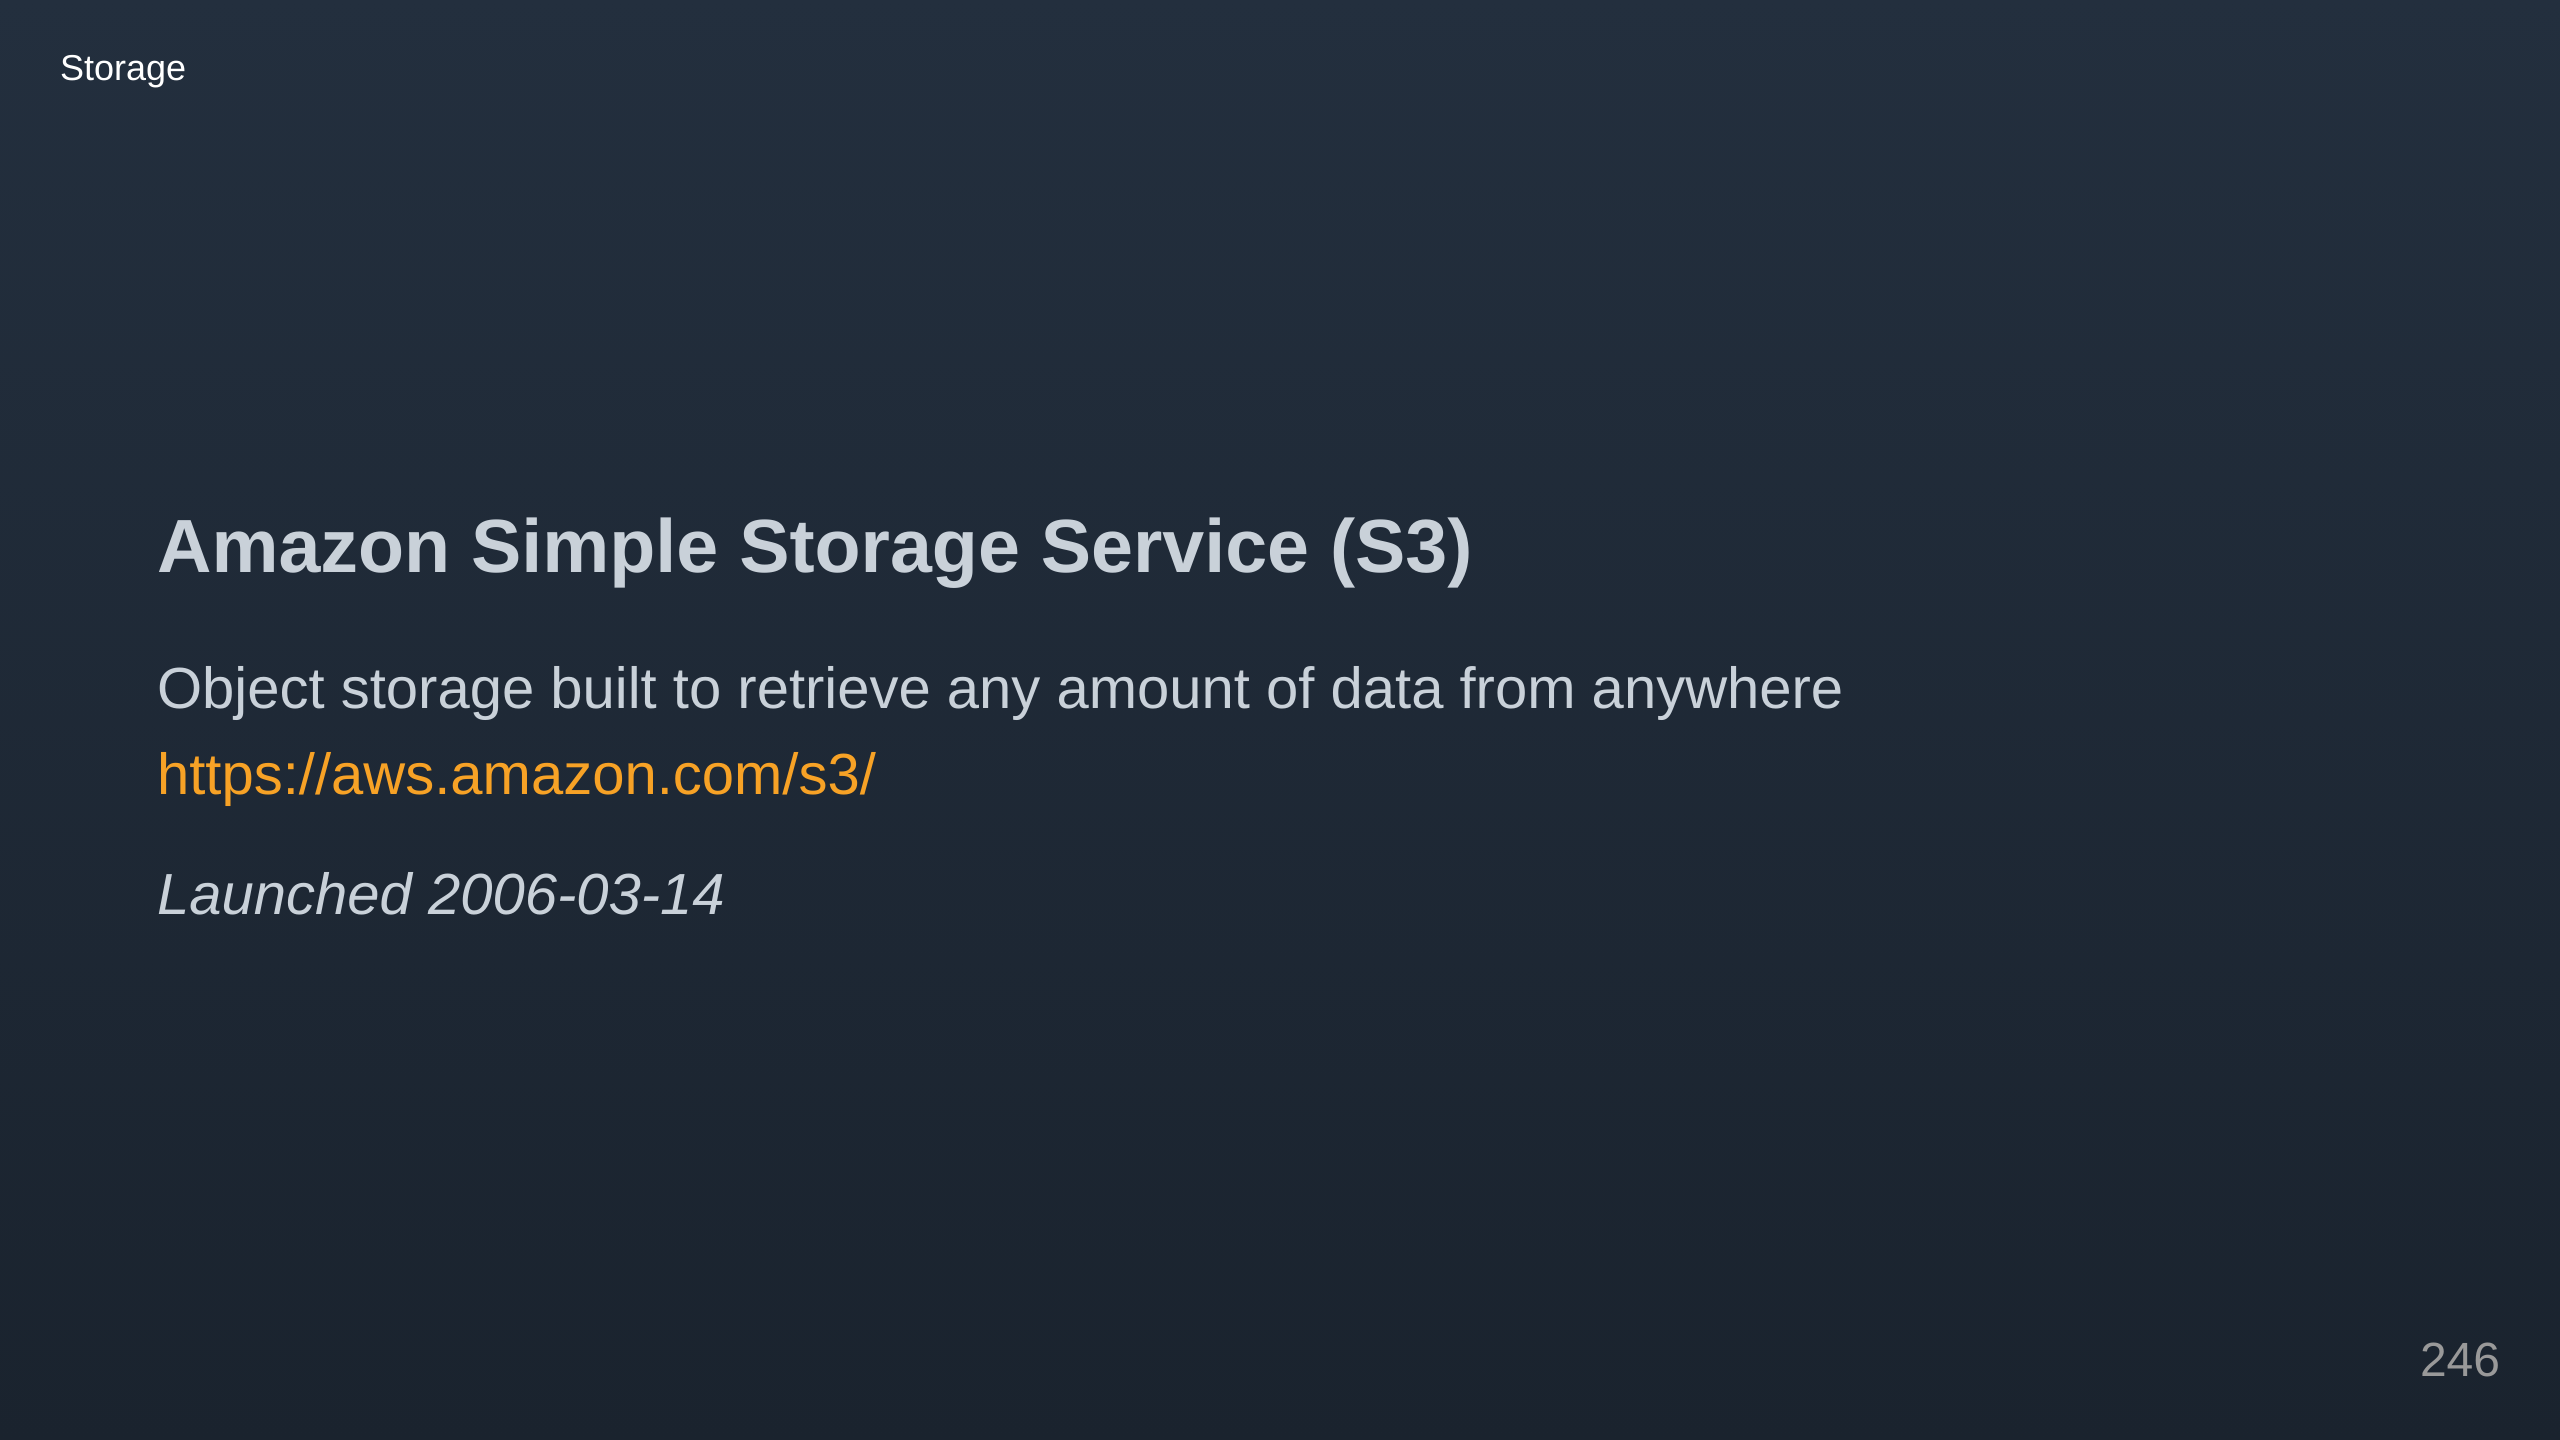 Storage
Amazon Simple Storage Service (S3)
Object storage built to retrieve any amount of data from anywhere
https://aws.amazon.com/s3/
Launched 2006-03-14
246